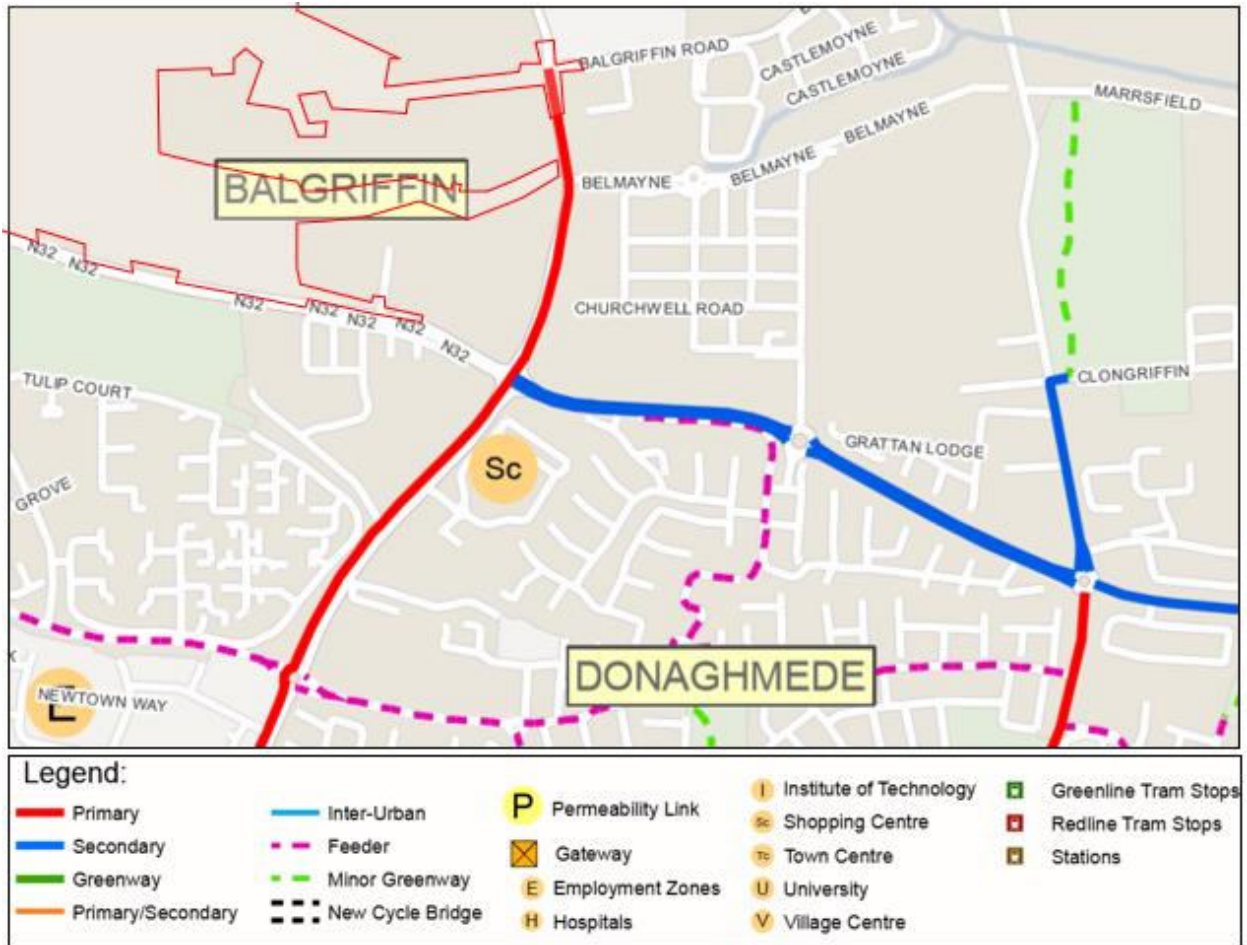 BALGRIFFIN ROAD
CASTLEMOYNE
CASTLEMOYNE
MARRSFIELD
BELMAYNE
BELMAYNE
BELMAYNE
BALGRIFFIN
N32
N32
N32
N32
N32
N32
N32
CHURCHWELL ROAD
TULIP COURT
CLONGRIFFIN
GRATTAN LODGE
Sc
GROVE
DONAGHMEDE
K
E
NEWTOWN WAY
Legend:
Primary
Secondary
Greenway
Primary/Secondary
Inter-Urban
Feeder
Minor Greenway
New Cycle Bridge
P Permeability Link
Gateway
E Employment Zones
H Hospitals
I Institute of Technology
Sc Shopping Centre
Tc Town Centre
U University
V Village Centre
Greenline Tram Stops
Redline Tram Stops
Stations